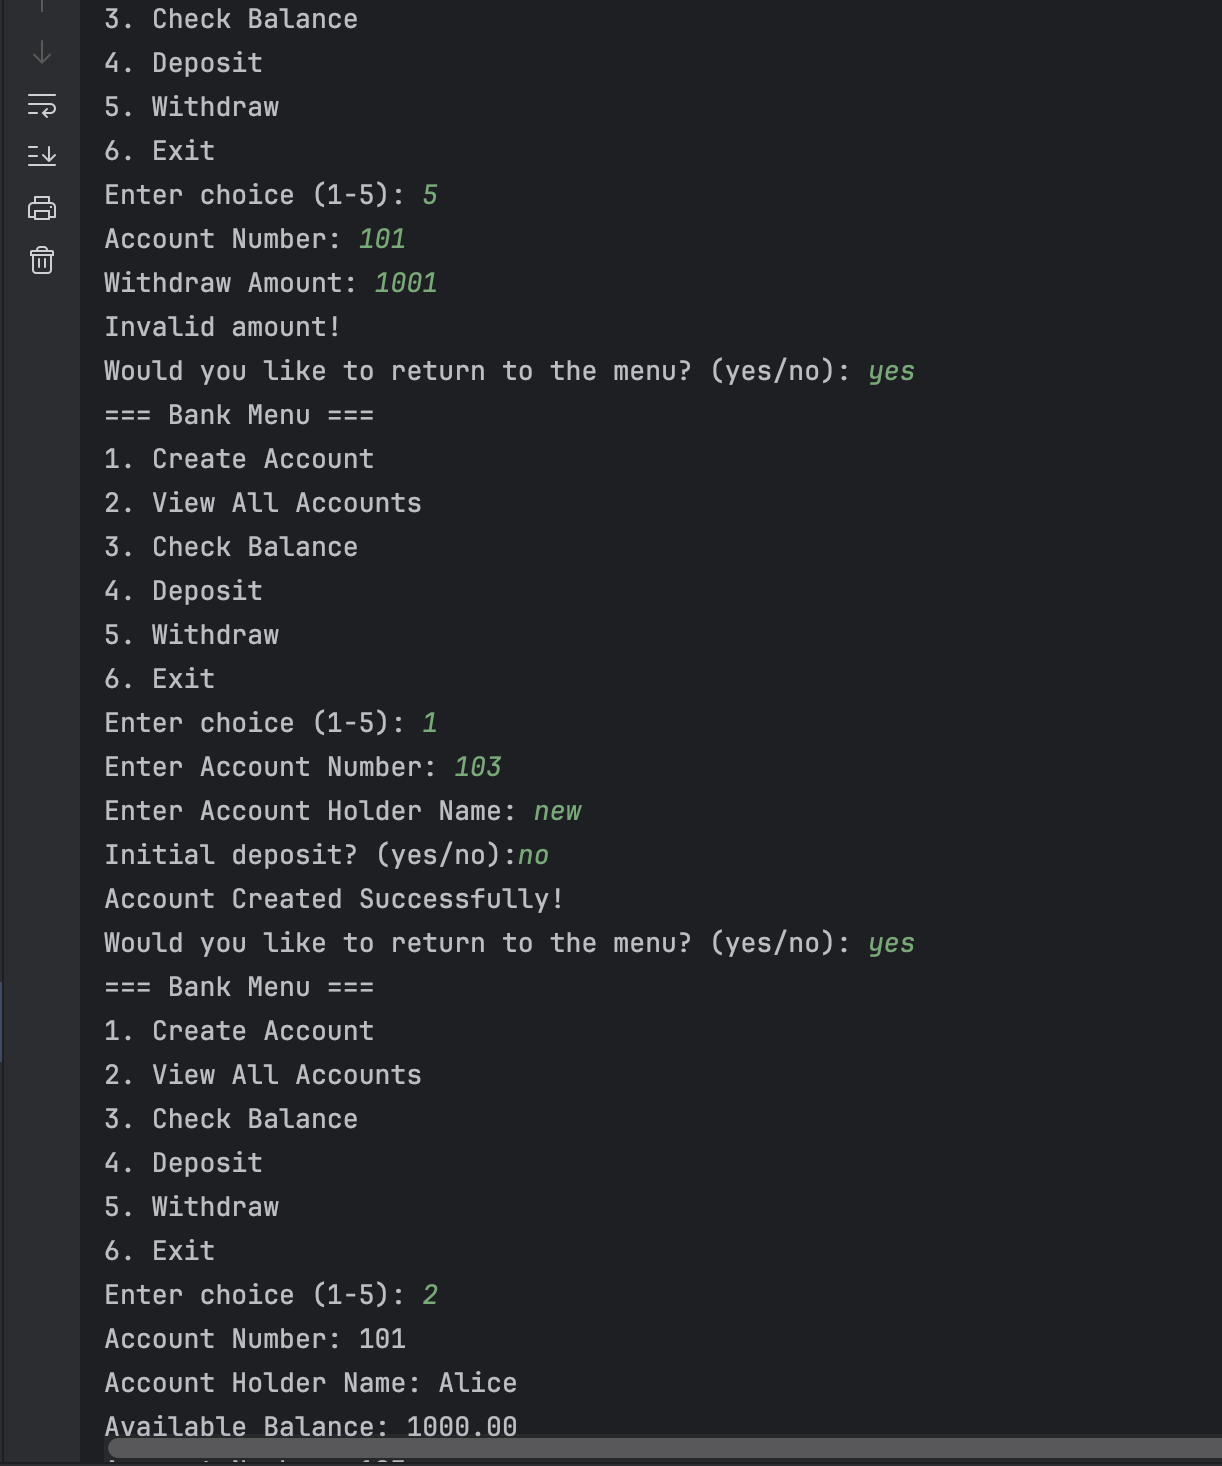 3. Check Balance
4. Deposit
5. Withdraw
6. Exit
Enter choice (1-5): 5
Account Number: 101
Withdraw Amount: 1001
Invalid amount!
Would you like to return to the menu? (yes/no): yes
=== Bank Menu ===
1. Create Account
2. View All Accounts
3. Check Balance
4. Deposit
5. Withdraw
6. Exit
Enter choice (1-5): 1
Enter Account Number: 103
Enter Account Holder Name: new
Initial deposit? (yes/no):no
Account Created Successfully!
Would you like to return to the menu? (yes/no): yes
=== Bank Menu ===
1. Create Account
2. View All Accounts
3. Check Balance
4. Deposit
5. Withdraw
6. Exit
Enter choice (1-5): 2
Account Number: 101
Account Holder Name: Alice
Available Balance: 1000.00